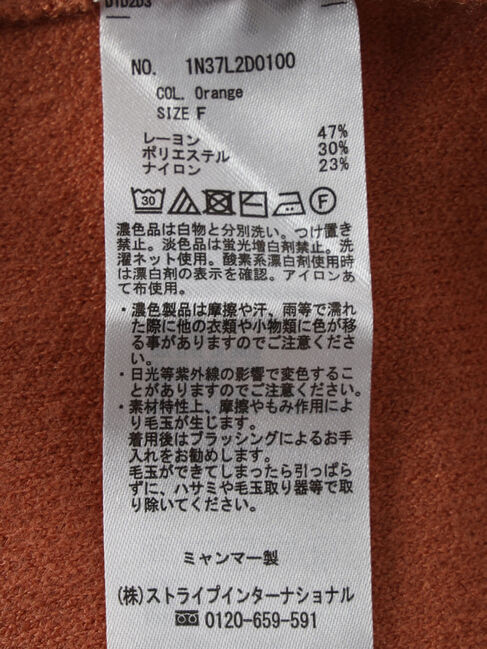 D1D2D3
NO. 1N37L2D0100
COL. Orange
SIZE F
レーヨン 47%
ポリエステル 30%
ナイロン 23%
30 F
濃色品は白物と分別洗い。つけ置き
禁止。淡色品は蛍光増白剤禁止。洗
濯ネット使用。酸素系漂白剤使用時
は漂白剤の表示を確認。アイロンあ
て布使用。
・濃色製品は摩擦や汗、雨等で濡れ
た際に他の衣類や小物類に色が移
る事がありますのでご注意くださ
い。
・日光等紫外線の影響で変色するこ
とがありますのでご注意ください。
・素材特性上、摩擦やもみ作用によ
り毛玉が生じます。
着用後はブラッシングによるお手
入れをお勧めします。
毛玉ができてしまったら引っぱら
ずに、ハサミや毛玉取り器等で取
り除いてください。
ミャンマー製
(株)ストライプインターナショナル
0120-659-591